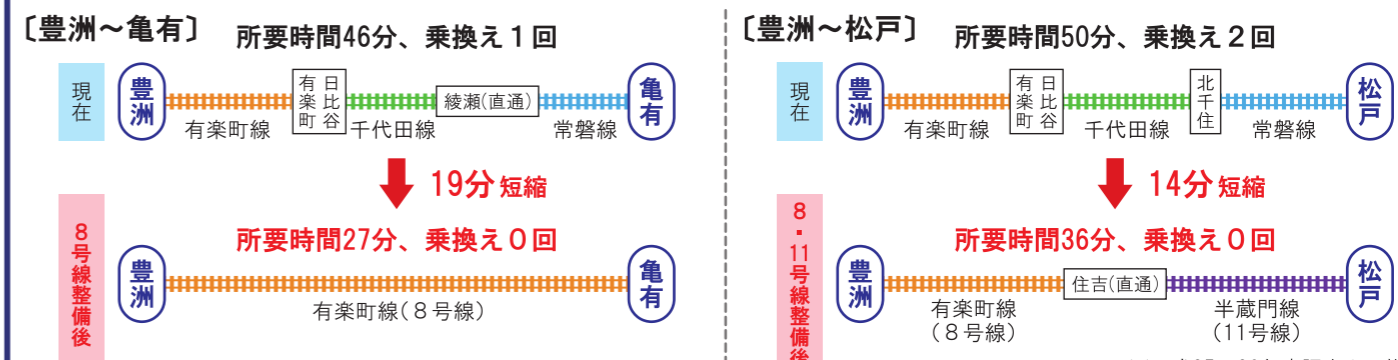 〔豊洲～亀有〕 所要時間46分、乗換え１回
現在
豊洲
有楽町
日比谷
綾瀬(直通)
亀有
有楽町線
千代田線
常磐線
19分短縮
８号線整備後
所要時間27分、乗換え０回
豊洲
亀有
有楽町線(８号線)
〔豊洲～松戸〕 所要時間50分、乗換え２回
現在
豊洲
有楽町
日比谷
北千住
松戸
有楽町線
千代田線
常磐線
14分短縮
８・11号線整備後
所要時間36分、乗換え０回
豊洲
住吉(直通)
松戸
有楽町線
(８号線)
半蔵門線
(11号線)